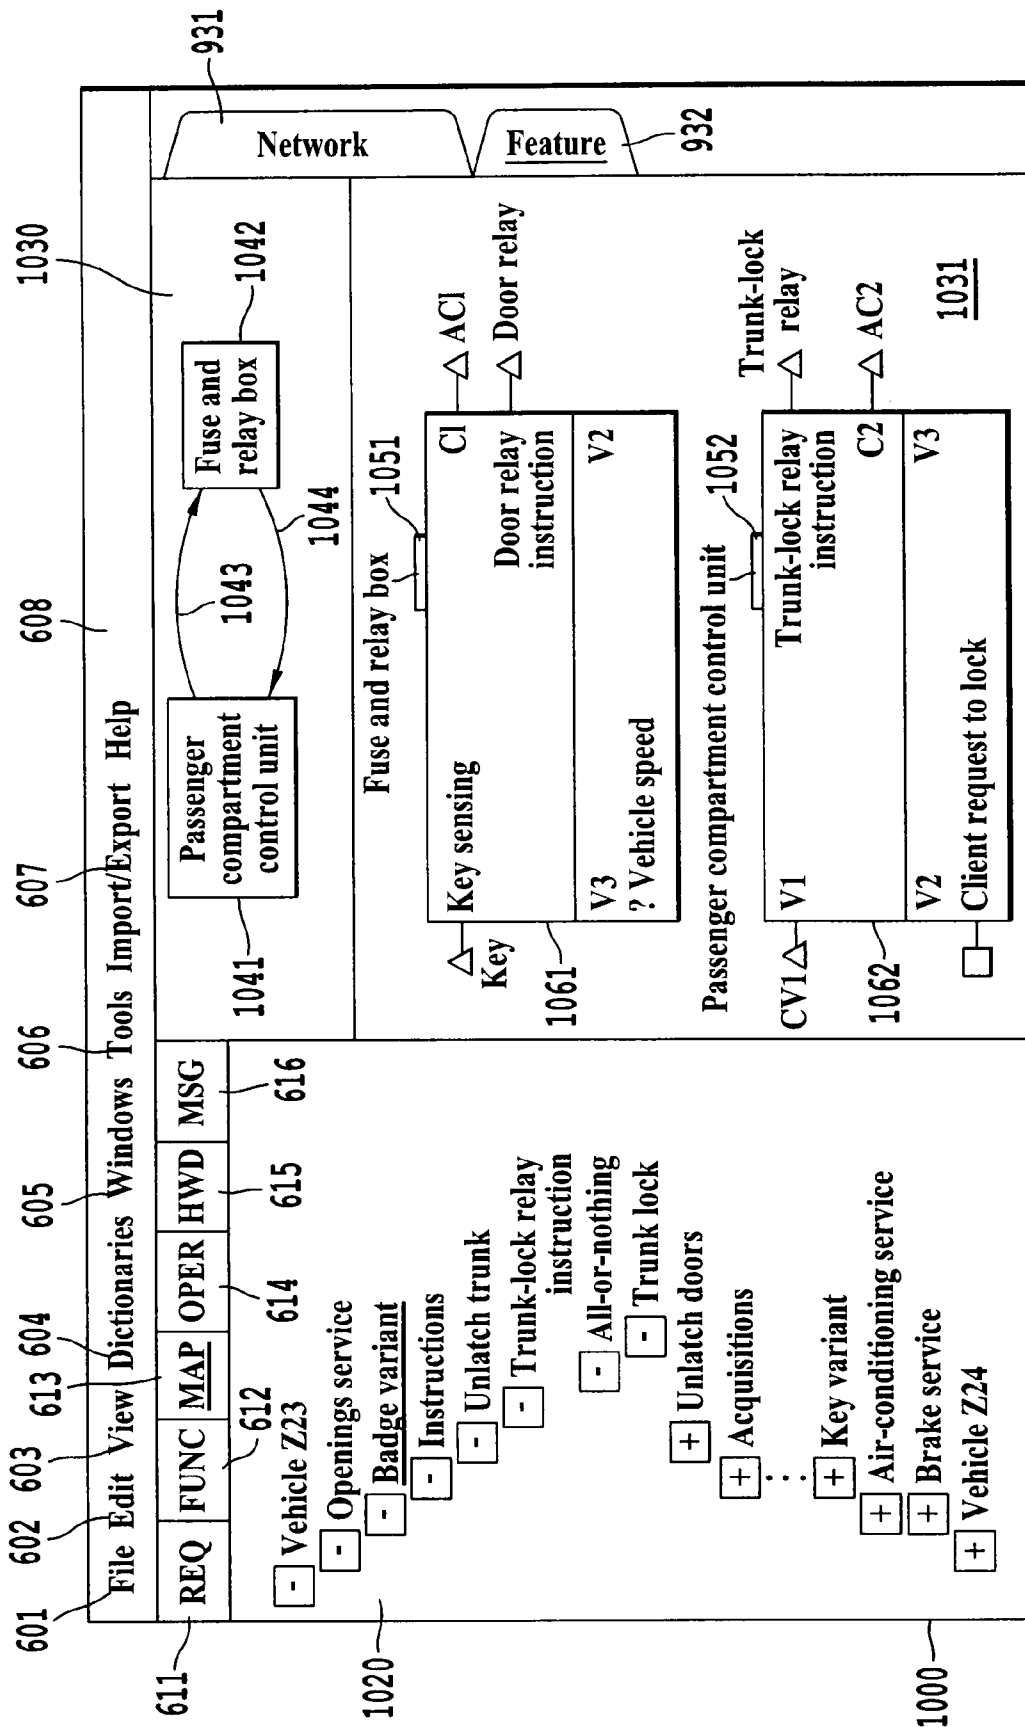 601
602
603
604
605
606
607
608
File Edit View Dictionaries Windows Tools Import/Export Help
611
REQ FUNC MAP OPER HWD MSG
612
613
614
615
616
1020
- Vehicle Z23
- Openings service
- Badge variant
- Instructions
- Unlatch trunk
- Trunk-lock relay
instruction
- All-or-nothing
- Trunk lock
+ Unlatch doors
+ Acquisitions
...
+ Key variant
+ Air-conditioning service
+ Brake service
+ Vehicle Z24
1000
1030
Network
931
Feature
932
Passenger
compartment
control unit
1041
Fuse and
relay box
1042
1043
1044
Fuse and relay box
1051
Key
Key sensing
C1
AC1
Door relay
instruction
Door relay
1061
V3
V2
? Vehicle speed
Passenger compartment control unit
1052
CV1
V1
Trunk-lock relay
instruction
Trunk-lock
relay
C2
AC2
1062
V2
V3
Client request to lock
1031